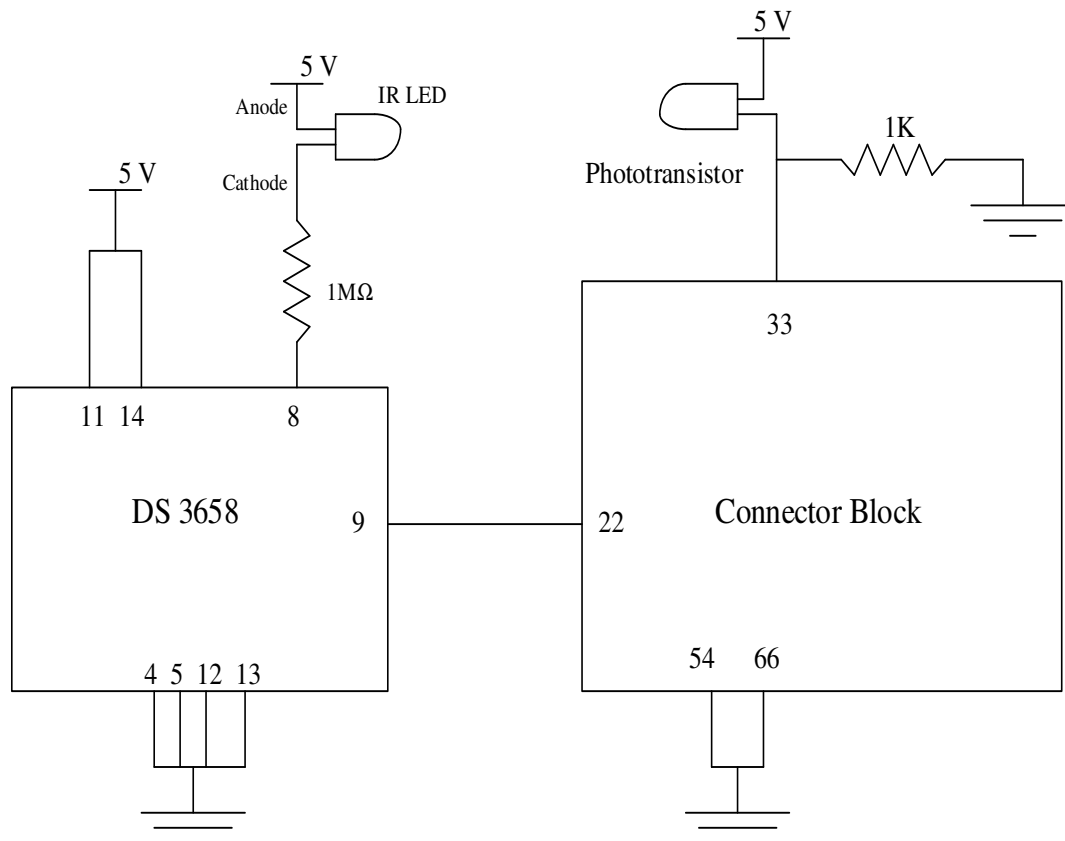 5 V
5 V
Anode
IR LED
1K
5 V
Cathode
Phototransistor
1MΩ
33
11 14
8
DS 3658
9
22
Connector Block
4 5 12 13
54 66